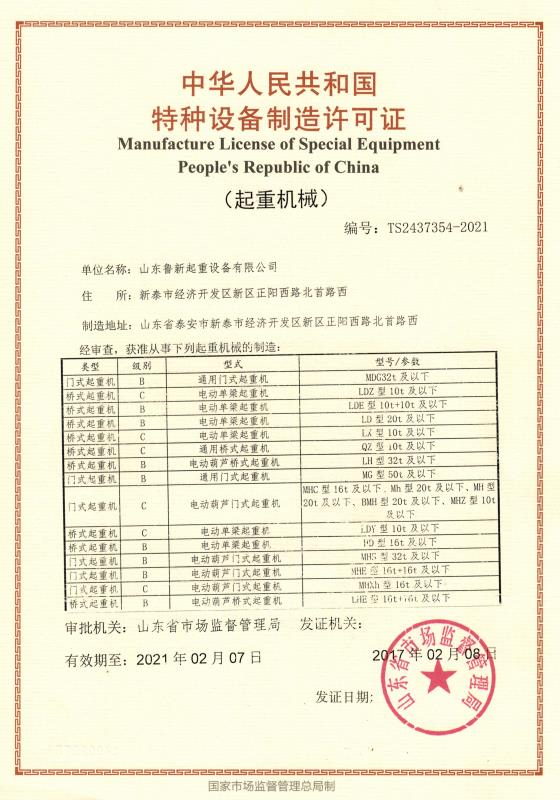 中华人民共和国
特种设备制造许可证
Manufacture License of Special Equipment
People's Republic of China
（起重机械）
编号：TS2437354-2021
单位名称：山东鲁新起重设备有限公司
住 所：新泰市经济开发区新区正阳西路北首路西
制造地址：山东省泰安市新泰市经济开发区新区正阳西路北首路西
经审查，获准从事下列起重机械的制造：
类型 级别 型式 型号/参数
门式起重机 B 通用门式起重机 MDG32t 及以下
桥式起重机 C 电动单梁起重机 LDZ 型 10t 及以下
桥式起重机 B 电动单梁起重机 LDE 型 10t+10t 及以下
桥式起重机 B 电动单梁起重机 LD 型 20t 及以下
桥式起重机 C 电动单梁起重机 LX 型 10t 及以下
桥式起重机 C 通用桥式起重机 QZ 型 10t 及以下
桥式起重机 B 电动葫芦桥式起重机 LH 型 32t 及以下
门式起重机 B 通用门式起重机 MG 型 50t 及以下
门式起重机 C 电动葫芦门式起重机 MHC 型 16t 及以下、Mh 型 20t 及以下、MH 型
20t 及以下、BMH 型 20t 及以下、MHZ 型 10t
及以下
桥式起重机 C 电动单梁起重机 LDY 型 10t 及以下
桥式起重机 B 电动单梁起重机 PD 型 16t 及以下
门式起重机 B 电动葫芦门式起重机 MHG 型 32t 及以下
门式起重机 B 电动葫芦门式起重机 MHE 型 16t+16t 及以下
门式起重机 C 电动葫芦门式起重机 MHXh 型 16t 及以下
桥式起重机 B 电动葫芦桥式起重机 LHE 型 16t+16t 及以下
审批机关：山东省市场监督管理局 发证机关：
有效期至：2021 年 02 月 07 日 2017 年 02 月 08 日
山东省市场监督管理局
发证日期：
国家市场监督管理总局制